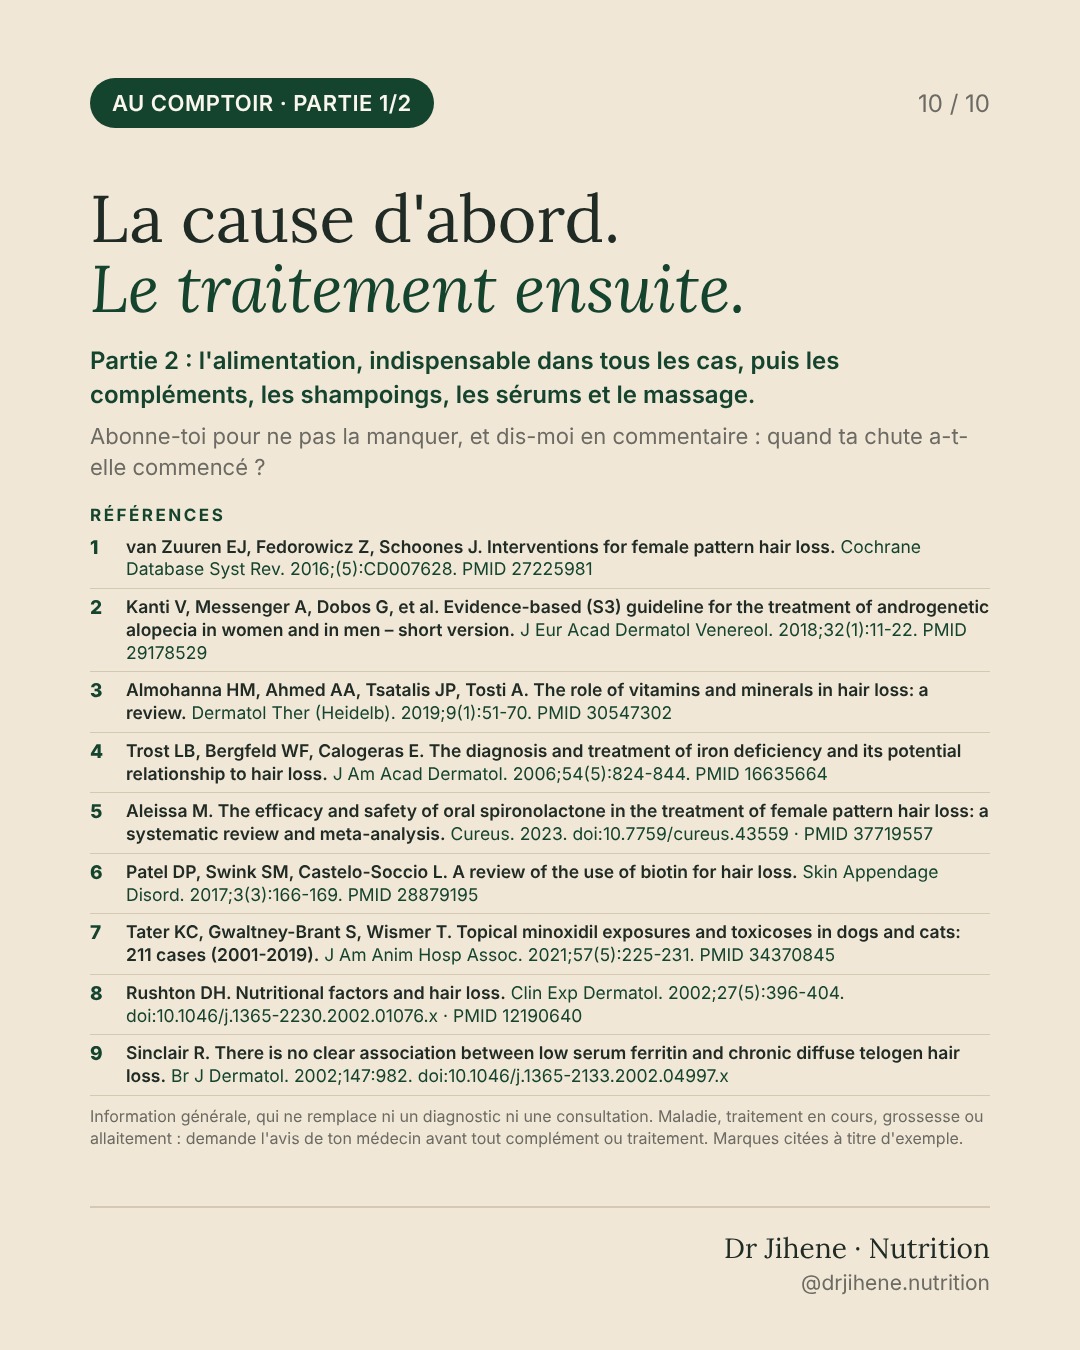 AU COMPTOIR · PARTIE 1/2
10 / 10
La cause d'abord.
Le traitement ensuite.
Partie 2 : l'alimentation, indispensable dans tous les cas, puis les
compléments, les shampoings, les sérums et le massage.
Abonne-toi pour ne pas la manquer, et dis-moi en commentaire : quand ta chute a-t-
elle commencé ?
RÉFÉRENCES
1 van Zuuren EJ, Fedorowicz Z, Schoones J. Interventions for female pattern hair loss. Cochrane
Database Syst Rev. 2016;(5):CD007628. PMID 27225981
2 Kanti V, Messenger A, Dobos G, et al. Evidence-based (S3) guideline for the treatment of androgenetic
alopecia in women and in men – short version. J Eur Acad Dermatol Venereol. 2018;32(1):11-22. PMID
29178529
3 Almohanna HM, Ahmed AA, Tsatalis JP, Tosti A. The role of vitamins and minerals in hair loss: a
review. Dermatol Ther (Heidelb). 2019;9(1):51-70. PMID 30547302
4 Trost LB, Bergfeld WF, Calogeras E. The diagnosis and treatment of iron deficiency and its potential
relationship to hair loss. J Am Acad Dermatol. 2006;54(5):824-844. PMID 16635664
5 Aleissa M. The efficacy and safety of oral spironolactone in the treatment of female pattern hair loss: a
systematic review and meta-analysis. Cureus. 2023. doi:10.7759/cureus.43559 · PMID 37719557
6 Patel DP, Swink SM, Castelo-Soccio L. A review of the use of biotin for hair loss. Skin Appendage
Disord. 2017;3(3):166-169. PMID 28879195
7 Tater KC, Gwaltney-Brant S, Wismer T. Topical minoxidil exposures and toxicoses in dogs and cats:
211 cases (2001-2019). J Am Anim Hosp Assoc. 2021;57(5):225-231. PMID 34370845
8 Rushton DH. Nutritional factors and hair loss. Clin Exp Dermatol. 2002;27(5):396-404.
doi:10.1046/j.1365-2230.2002.01076.x · PMID 12190640
9 Sinclair R. There is no clear association between low serum ferritin and chronic diffuse telogen hair
loss. Br J Dermatol. 2002;147:982. doi:10.1046/j.1365-2133.2002.04997.x
Information générale, qui ne remplace ni un diagnostic ni une consultation. Maladie, traitement en cours, grossesse ou
allaitement : demande l'avis de ton médecin avant tout complément ou traitement. Marques citées à titre d'exemple.
Dr Jihene · Nutrition
@drjihene.nutrition